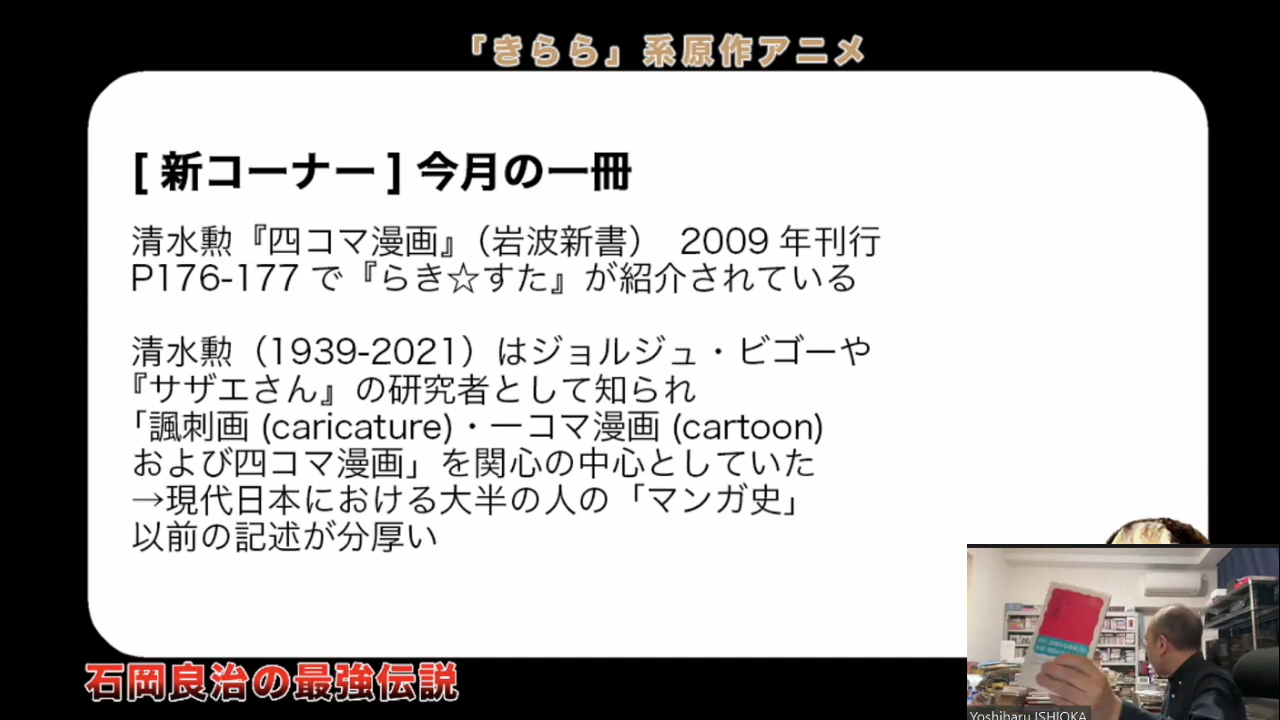 「きらら」系原作アニメ
[ 新コーナー ] 今月の一冊
清水勲『四コマ漫画』（岩波新書） 2009 年刊行
P176-177 で『らき☆すた』が紹介されている
清水勲（1939-2021）はジョルジュ・ビゴーや
『サザエさん』の研究者として知られ
「諷刺画 (caricature)・一コマ漫画 (cartoon)
および四コマ漫画」を関心の中心としていた
→現代日本における大半の人の「マンガ史」
以前の記述が分厚い
石岡良治の最強伝説
Yoshiharu ISHIOKA